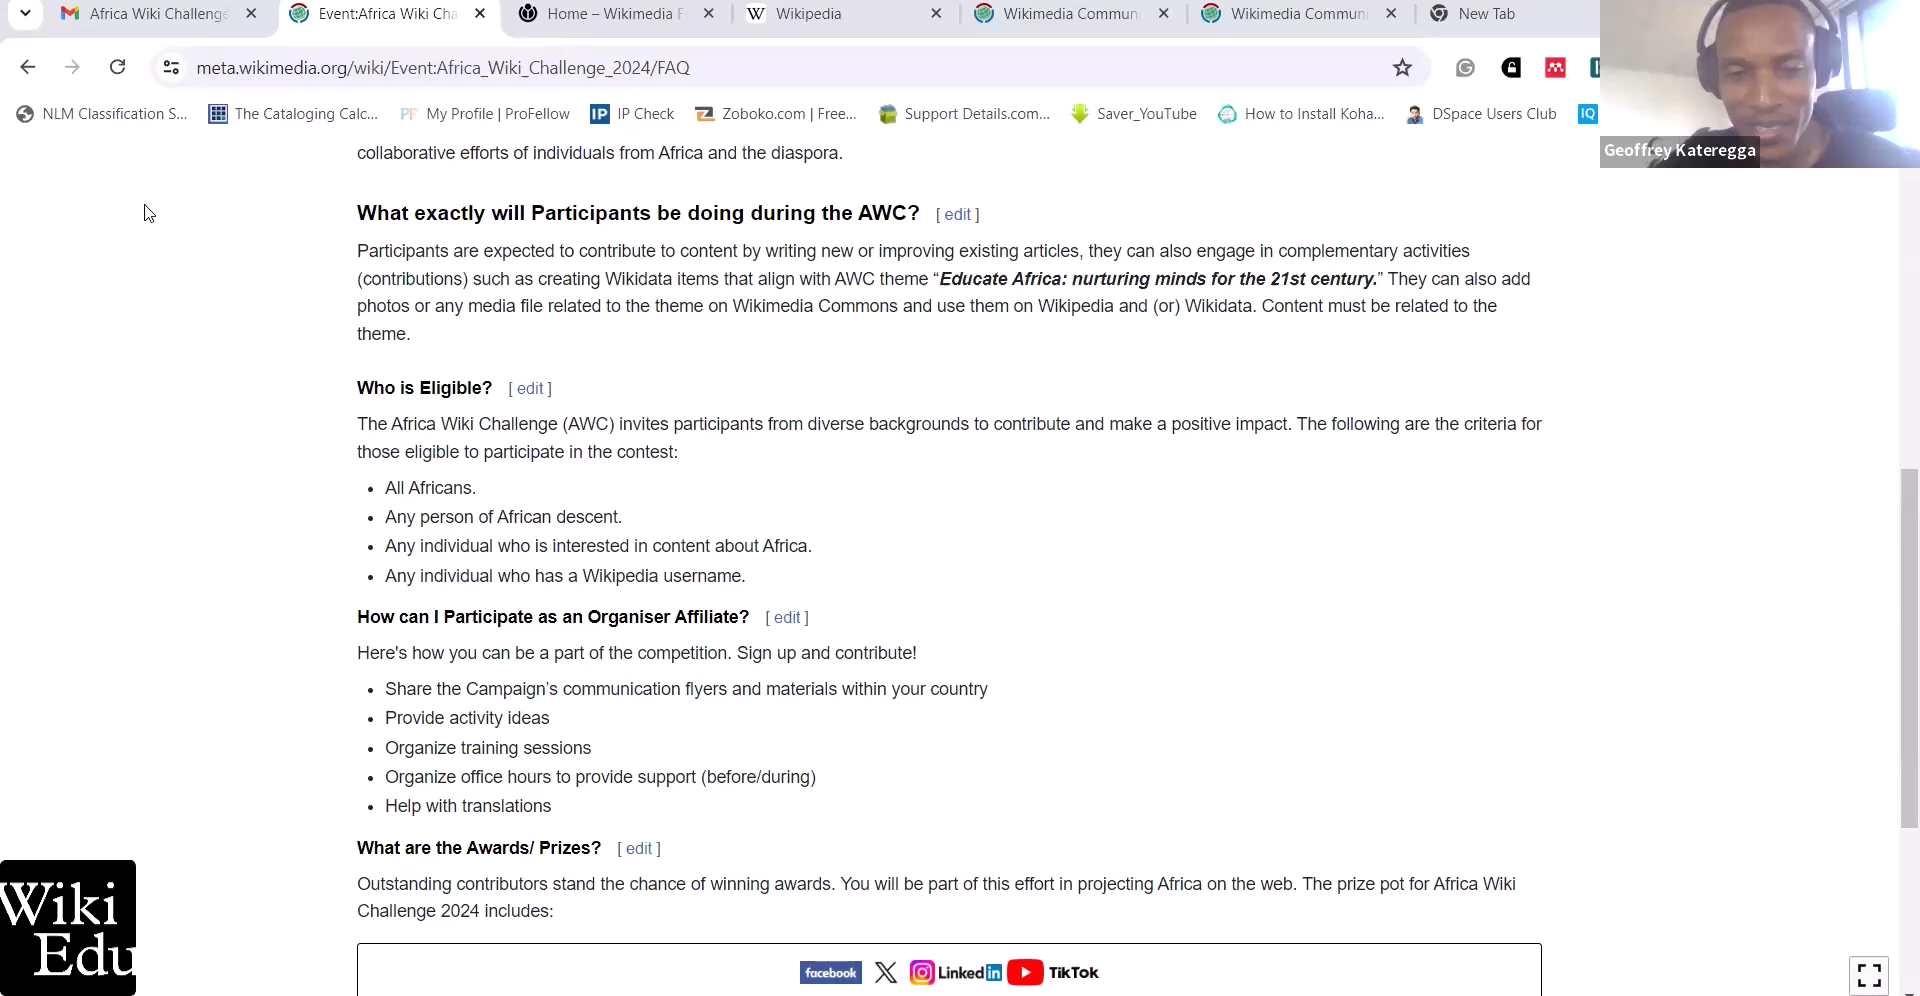 Africa Wiki Challenge
Event:Africa Wiki Cha
Home – Wikimedia F
Wikipedia
Wikimedia Commun
Wikimedia Commun
New Tab
meta.wikimedia.org/wiki/Event:Africa_Wiki_Challenge_2024/FAQ
NLM Classification S...
The Cataloging Calc...
PF My Profile | ProFellow
IP IP Check
Zoboko.com | Free...
Support Details.com...
Saver_YouTube
How to Install Koha...
DSpace Users Club
IQ
Geoffrey Kateregga
collaborative efforts of individuals from Africa and the diaspora.
What exactly will Participants be doing during the AWC? [ edit ]
Participants are expected to contribute to content by writing new or improving existing articles, they can also engage in complementary activities
(contributions) such as creating Wikidata items that align with AWC theme “Educate Africa: nurturing minds for the 21st century.” They can also add
photos or any media file related to the theme on Wikimedia Commons and use them on Wikipedia and (or) Wikidata. Content must be related to the
theme.
Who is Eligible? [ edit ]
The Africa Wiki Challenge (AWC) invites participants from diverse backgrounds to contribute and make a positive impact. The following are the criteria for
those eligible to participate in the contest:
• All Africans.
• Any person of African descent.
• Any individual who is interested in content about Africa.
• Any individual who has a Wikipedia username.
How can I Participate as an Organiser Affiliate? [ edit ]
Here's how you can be a part of the competition. Sign up and contribute!
• Share the Campaign’s communication flyers and materials within your country
• Provide activity ideas
• Organize training sessions
• Organize office hours to provide support (before/during)
• Help with translations
What are the Awards/ Prizes? [ edit ]
Outstanding contributors stand the chance of winning awards. You will be part of this effort in projecting Africa on the web. The prize pot for Africa Wiki
Challenge 2024 includes:
Wiki
Edu
facebook X Linked in TikTok